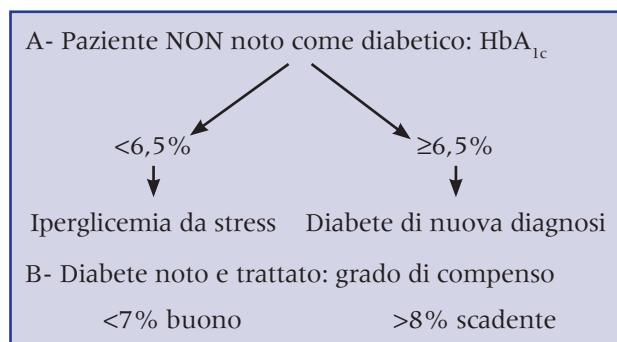 A- Paziente NON noto come diabetico: HbA1c
<6,5% ≥6,5%
Iperglicemia da stress Diabete di nuova diagnosi
B- Diabete noto e trattato: grado di compenso
<7% buono >8% scadente